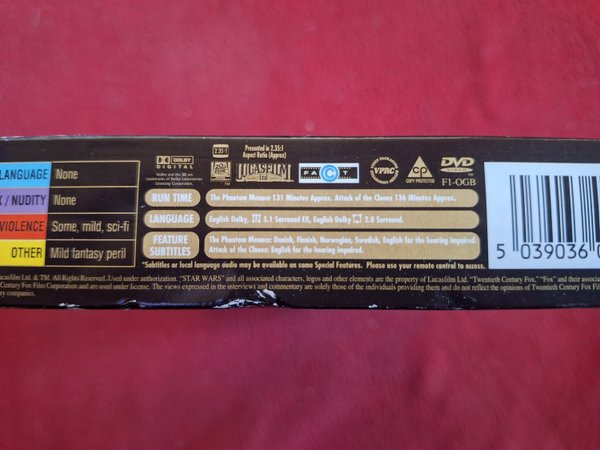 LANGUAGE None
X / NUDITY None
VIOLENCE Some, mild, sci-fi
OTHER Mild fantasy peril
DOLBY
DIGITAL
2.35:1
Presented in 2.35:1
Aspect Ratio (Approx)
LUCASFILM
Ltd
FACT
VPRC
CP
COPY PROTECTED
DVD
VIDEO
F1-OGB
RUN TIME The Phantom Menace 131 Minutes Approx. Attack of the Clones 136 Minutes Approx.
LANGUAGE English Dolby, 5.1 Surround EX, English Dolby 2.0 Surround.
FEATURE SUBTITLES
The Phantom Menace: Danish, Finnish, Norwegian, Swedish, English for the hearing impaired.
Attack of the Clones: English for the hearing impaired.
*Subtitles or local language audio may be available on some Special Features. Please use your remote control to access.
5 039036
ucasfilm Ltd. & TM. All Rights Reserved. Used under authorization. "STAR WARS" and all associated characters, logos and other elements are the property of Lucasfilm Ltd. "Twentieth Century Fox," "Fox" and their associa
Century Fox Film Corporation and are used under license. The views expressed in the interviews and commentary are solely those of the individuals providing them and do not reflect the opinions of Twentieth Century Fox Fil
ry companies.